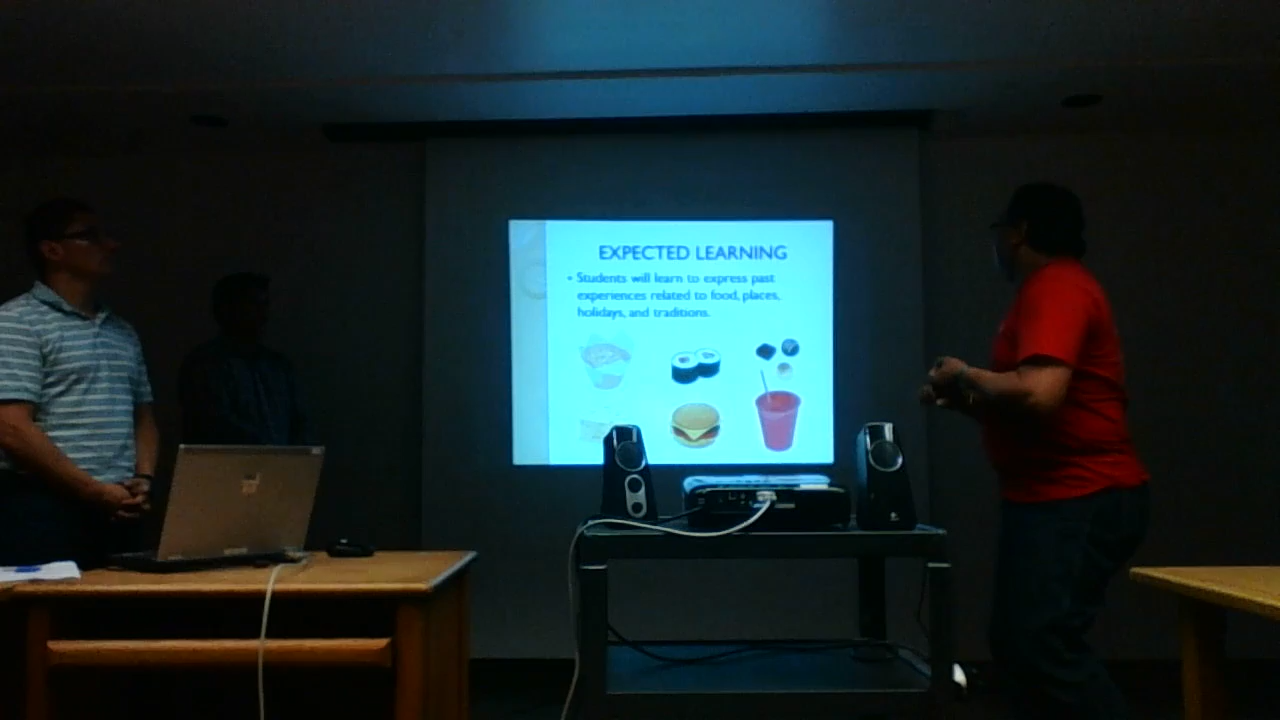 EXPECTED LEARNING
• Students will learn to express past
experiences related to food, places,
holidays, and traditions.